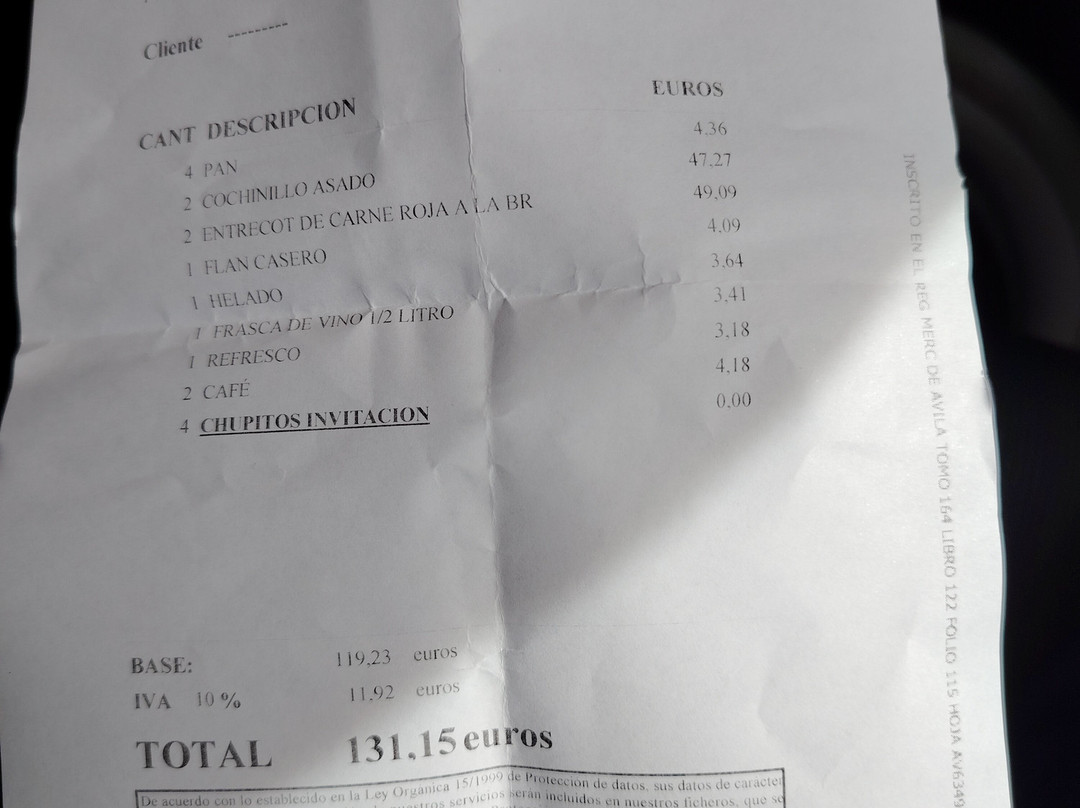 Cliente ---------
CANT DESCRIPCION EUROS
4 PAN 4,36
2 COCHINILLO ASADO 47,27
2 ENTRECOT DE CARNE ROJA A LA BR 49,09
1 FLAN CASERO 4,09
1 HELADO 3,64
1 FRASCA DE VINO 1/2 LITRO 3,41
1 REFRESCO 3,18
2 CAFÉ 4,18
4 CHUPITOS INVITACION 0,00
BASE: 119,23 euros
IVA 10 % 11,92 euros
TOTAL 131,15 euros
De acuerdo con lo establecido en la Ley Orgánica 15/1999 de Protección de datos, sus datos de caracter
nuestros servicios serán incluidos en nuestros ficheros, que se
INSCRITO EN EL REG MERC DE AVILA TOMO 164 LIBRO 122 FOLIO 115 HOJA AV634